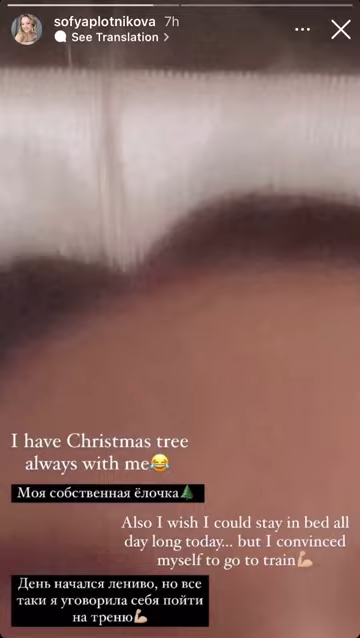 sofyaplotnikova 7h
See Translation >
I have Christmas tree
always with me😂
Моя собственная ёлочка🌲
Also I wish I could stay in bed all
day long today... but I convinced
myself to go to train💪🏼
День начался лениво, но все
таки я уговорила себя пойти
на треню💪🏼